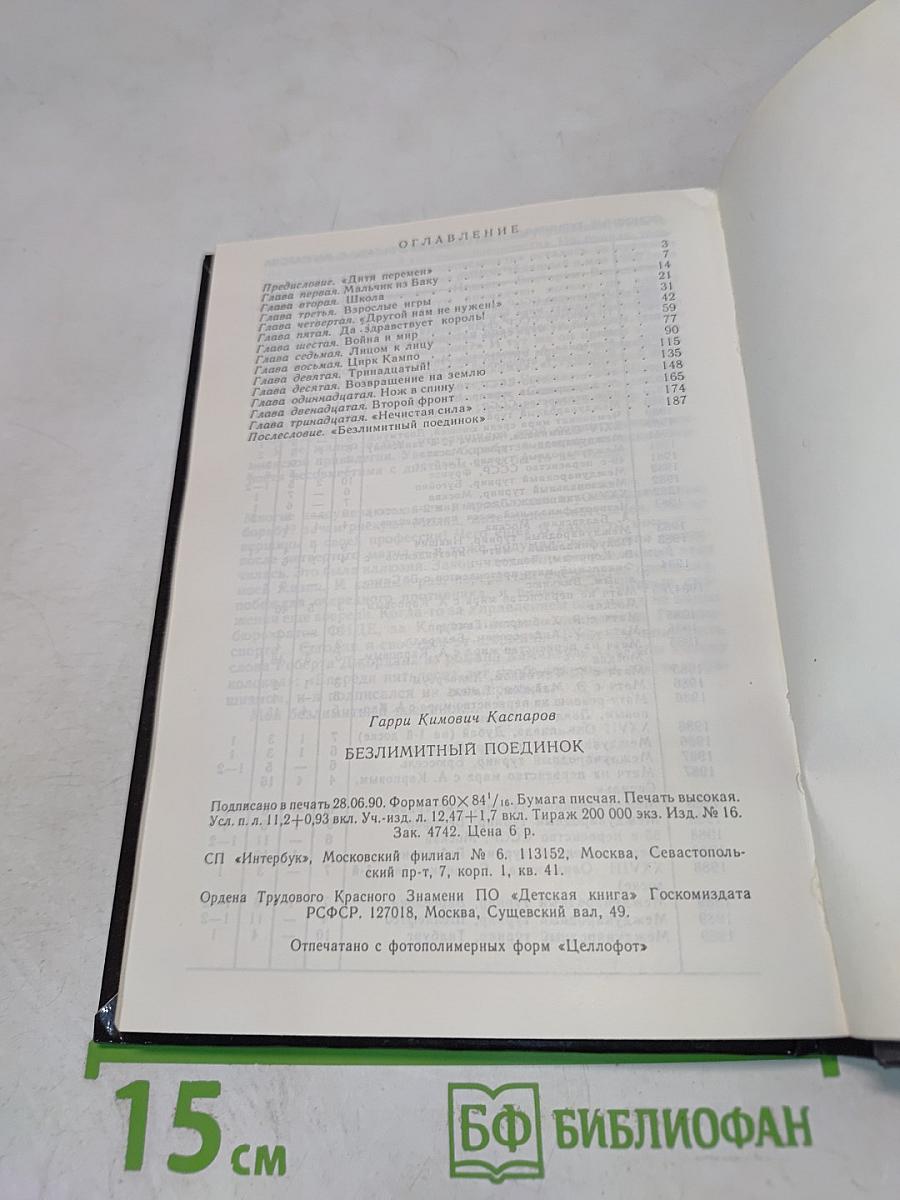 ОГЛАВЛЕНИЕ
Предисловие. «Дитя перемен» . . . 3
Глава первая. Мальчик из Баку . . . 7
Глава вторая. Школа . . . 14
Глава третья. Взрослые игры . . . 21
Глава четвертая. «Другой нам не нужен!» . . . 31
Глава пятая. Да здравствует король! . . . 42
Глава шестая. Война и мир . . . 59
Глава седьмая. Лицом к лицу . . . 77
Глава восьмая. Цирк Кампо . . . 90
Глава девятая. Тринадцатый! . . . 115
Глава десятая. Возвращение на землю . . . 135
Глава одиннадцатая. Нож в спину . . . 148
Глава двенадцатая. Второй фронт . . . 165
Глава тринадцатая. «Нечистая сила» . . . 174
Послесловие. «Безлимитный поединок» . . . 187
Гарри Кимович Каспаров
БЕЗЛИМИТНЫЙ ПОЕДИНОК
Подписано в печать 28.06.90. Формат 60×84¹/₁₆. Бумага писчая. Печать высокая.
Усл. п. л. 11,2+0,93 вкл. Уч.-изд. л. 12,47+1,7 вкл. Тираж 200 000 экз. Изд. № 16.
Зак. 4742. Цена 6 р.
СП «Интербук», Московский филиал № 6. 113152, Москва, Севастополь-
ский пр-т, 7, корп. 1, кв. 41.
Ордена Трудового Красного Знамени ПО «Детская книга» Госкомиздата
РСФСР. 127018, Москва, Сущевский вал, 49.
Отпечатано с фотополимерных форм «Целлофот»
15 см
БФ БИБЛИОФАН